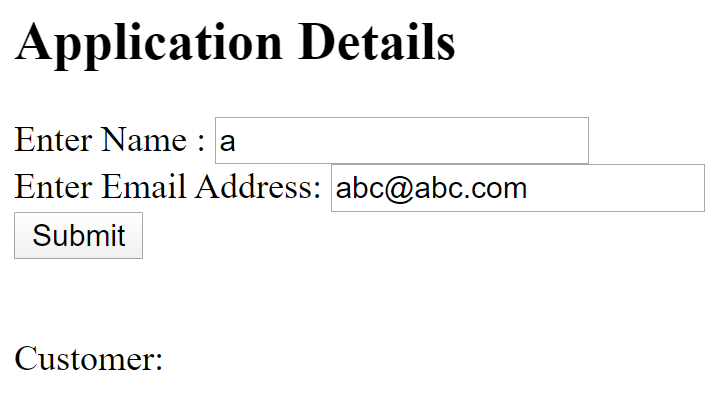 Application Details
Enter Name : a
Enter Email Address: abc@abc.com
Submit
Customer: